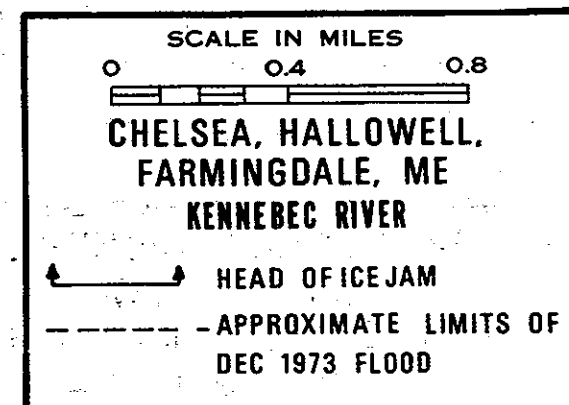 SCALE IN MILES
0 0.4 0.8
CHELSEA, HALLOWELL,
FARMINGDALE, ME
KENNEBEC RIVER
HEAD OF ICE JAM
APPROXIMATE LIMITS OF
DEC 1973 FLOOD